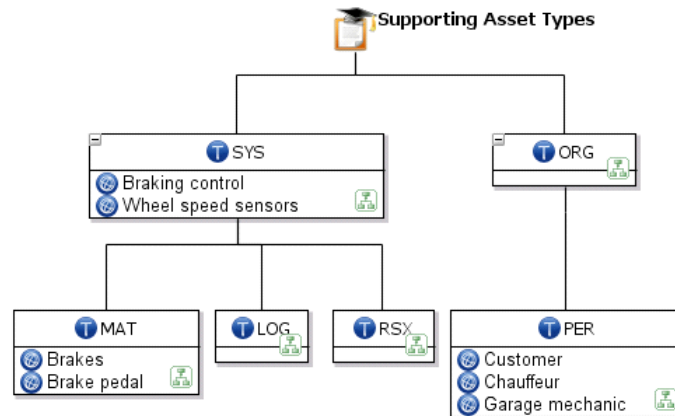 Supporting Asset Types
T SYS
Braking control
Wheel speed sensors
T ORG
T MAT
Brakes
Brake pedal
T LOG
T RSX
T PER
Customer
Chauffeur
Garage mechanic